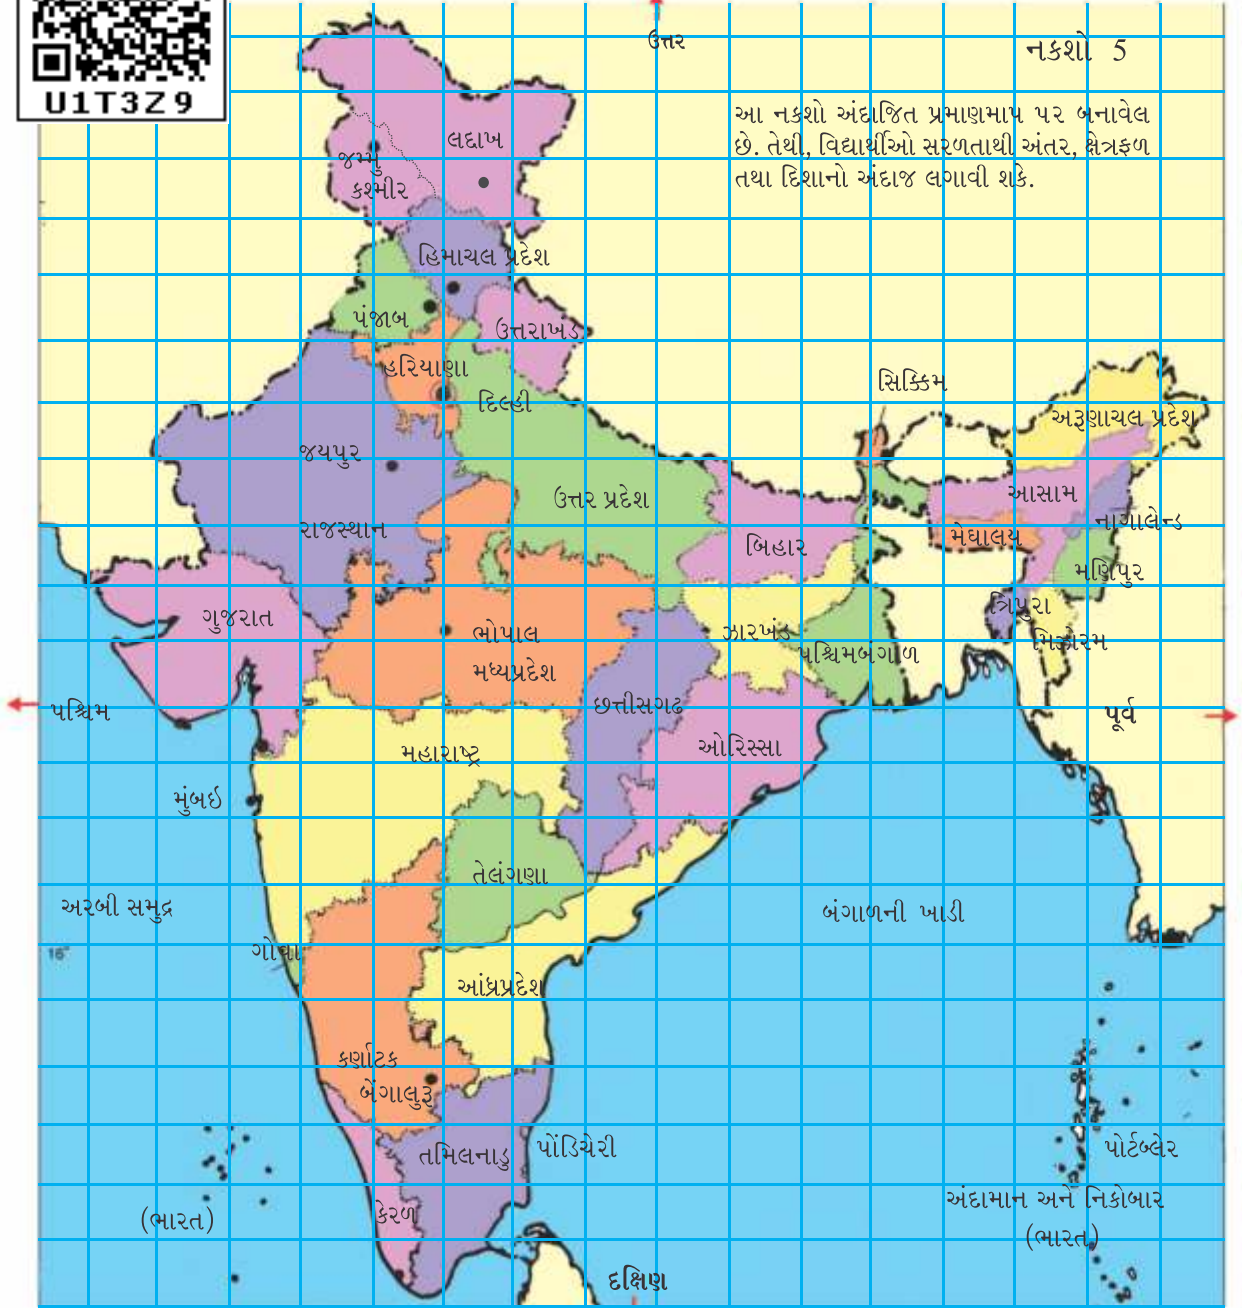 U1T3Z9
ઉત્તર
નકશો 5
આ નકશો અંદાજિત પ્રમાણમાપ પર બનાવેલ
છે. તેથી, વિદ્યાર્થીઓ સરળતાથી અંતર, ક્ષેત્રફળ
તથા દિશાનો અંદાજ લગાવી શકે.
લદાખ
જમ્મુ
કશ્મીર
હિમાચલ પ્રદેશ
પંજાબ
ઉત્તરાખંડ
હરિયાણા
દિલ્હી
સિક્કિમ
અરૂણાચલ પ્રદેશ
જયપુર
ઉત્તર પ્રદેશ
આસામ
રાજસ્થાન
નાગાલેન્ડ
બિહાર
મેઘાલય
મણિપુર
ગુજરાત
ત્રિપુરા
ભોપાલ
ઝારખંડ
મિઝોરમ
પશ્ચિમબંગાળ
મધ્યપ્રદેશ
છત્તીસગઢ
પશ્ચિમ
પૂર્વ
મહારાષ્ટ્ર
ઓરિસ્સા
મુંબઇ
તેલંગણા
અરબી સમુદ્ર
બંગાળની ખાડી
16°
ગોવા
આંધ્રપ્રદેશ
કર્ણાટક
બેંગાલુરૂ
તમિલનાડુ
પોંડિચેરી
પોર્ટબ્લેર
અંદામાન અને નિકોબાર
(ભારત)
કેરળ
(ભારત)
દક્ષિણ